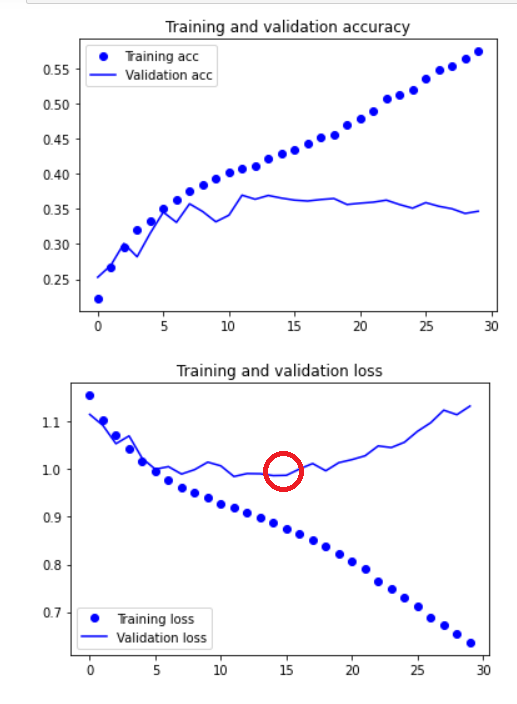 Training and validation accuracy
Training acc
Validation acc
0.55
0.50
0.45
0.40
0.35
0.30
0.25
0 5 10 15 20 25 30
Training and validation loss
1.1
1.0
0.9
0.8
0.7
Training loss
Validation loss
0 5 10 15 20 25 30